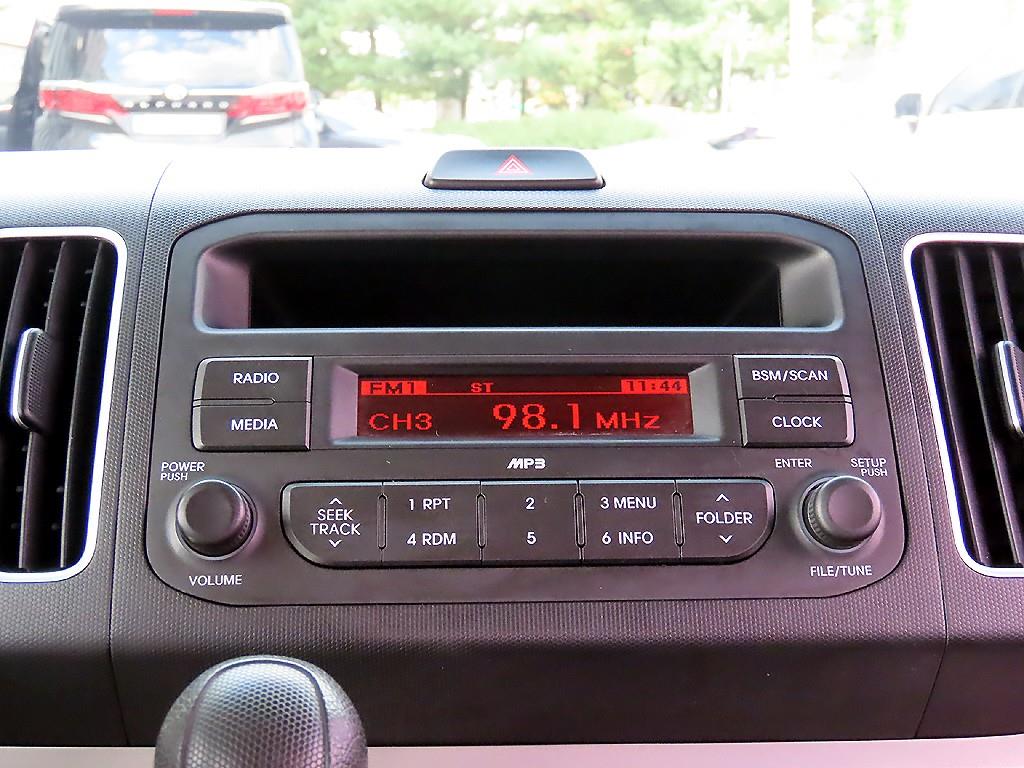 RADIO
MEDIA
FM1 ST 11:44
CH3 98.1 MHz
BSM/SCAN
CLOCK
MP3
POWER
PUSH
VOLUME
SEEK
TRACK
1 RPT
2
3 MENU
4 RDM
5
6 INFO
FOLDER
ENTER
SETUP
PUSH
FILE/TUNE